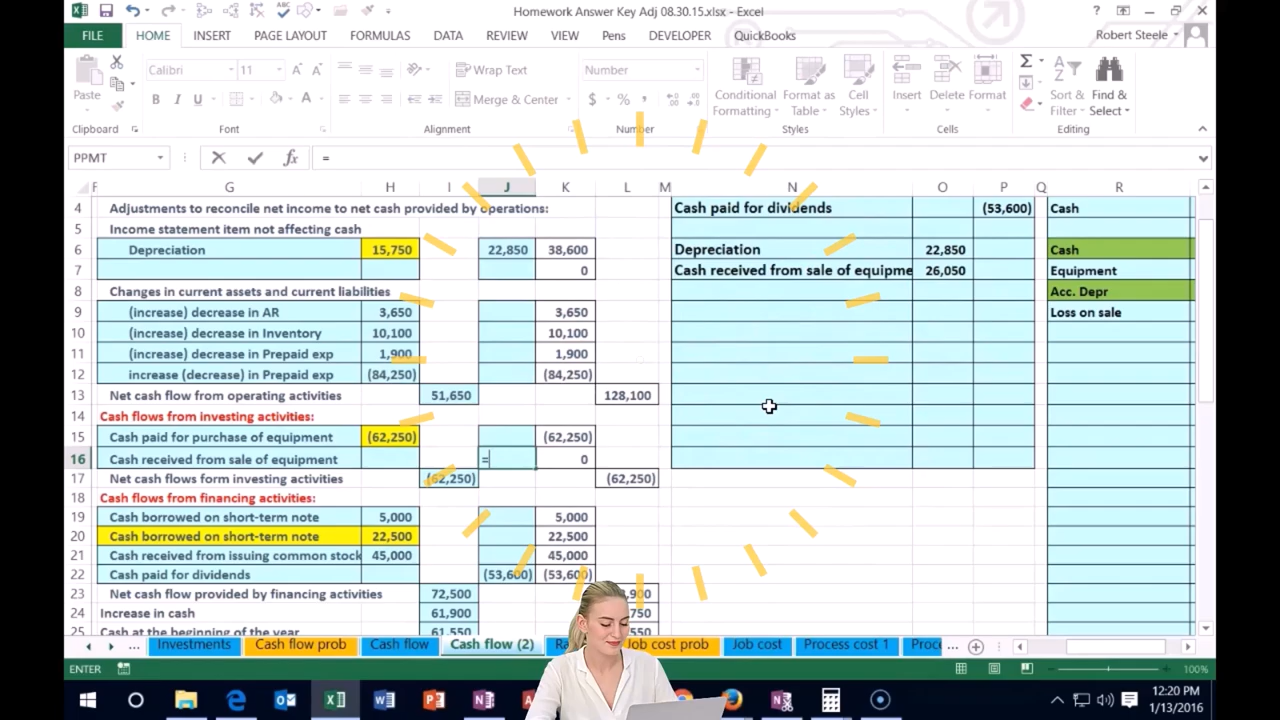 Homework Answer Key Adj 08.30.15.xlsx - Excel
FILE HOME INSERT PAGE LAYOUT FORMULAS DATA REVIEW VIEW Pens DEVELOPER QuickBooks Robert Steele
Paste Calibri 11 Wrap Text Merge & Center Number $ % , Conditional Formatting Format as Table Cell Styles Insert Delete Format Sort & Filter Find & Select
Clipboard Font Alignment Number Styles Cells Editing
PPMT fx =
F G H I J K L M N O P Q R
4 Adjustments to reconcile net income to net cash provided by operations: Cash paid for dividends (53,600) Cash
5 Income statement item not affecting cash
6 Depreciation 15,750 22,850 38,600 Depreciation 22,850 Cash
7 0 Cash received from sale of equipme 26,050 Equipment
8 Changes in current assets and current liabilities Acc. Depr
9 (increase) decrease in AR 3,650 3,650 Loss on sale
10 (increase) decrease in Inventory 10,100 10,100
11 (increase) decrease in Prepaid exp 1,900 1,900
12 increase (decrease) in Prepaid exp (84,250) (84,250)
13 Net cash flow from operating activities 51,650 128,100
14 Cash flows from investing activities:
15 Cash paid for purchase of equipment (62,250) (62,250)
16 Cash received from sale of equipment = 0
17 Net cash flows form investing activities (62,250) (62,250)
18 Cash flows from financing activities:
19 Cash borrowed on short-term note 5,000 5,000
20 Cash borrowed on short-term note 22,500 22,500
21 Cash received from issuing common stock 45,000 45,000
22 Cash paid for dividends (53,600) (53,600)
23 Net cash flow provided by financing activities 72,500
24 Increase in cash 61,900
25 Cash at the beginning of the year 61,550
... Investments Cash flow prob Cash flow Cash flow (2) Job cost prob Job cost Process cost 1 ...
ENTER 100%
12:20 PM
1/13/2016